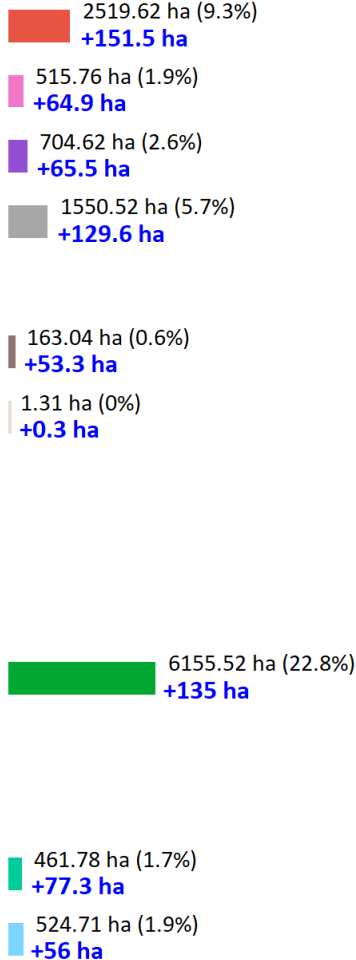 2519.62 ha (9.3%)
+151.5 ha
515.76 ha (1.9%)
+64.9 ha
704.62 ha (2.6%)
+65.5 ha
1550.52 ha (5.7%)
+129.6 ha
163.04 ha (0.6%)
+53.3 ha
1.31 ha (0%)
+0.3 ha
6155.52 ha (22.8%)
+135 ha
461.78 ha (1.7%)
+77.3 ha
524.71 ha (1.9%)
+56 ha